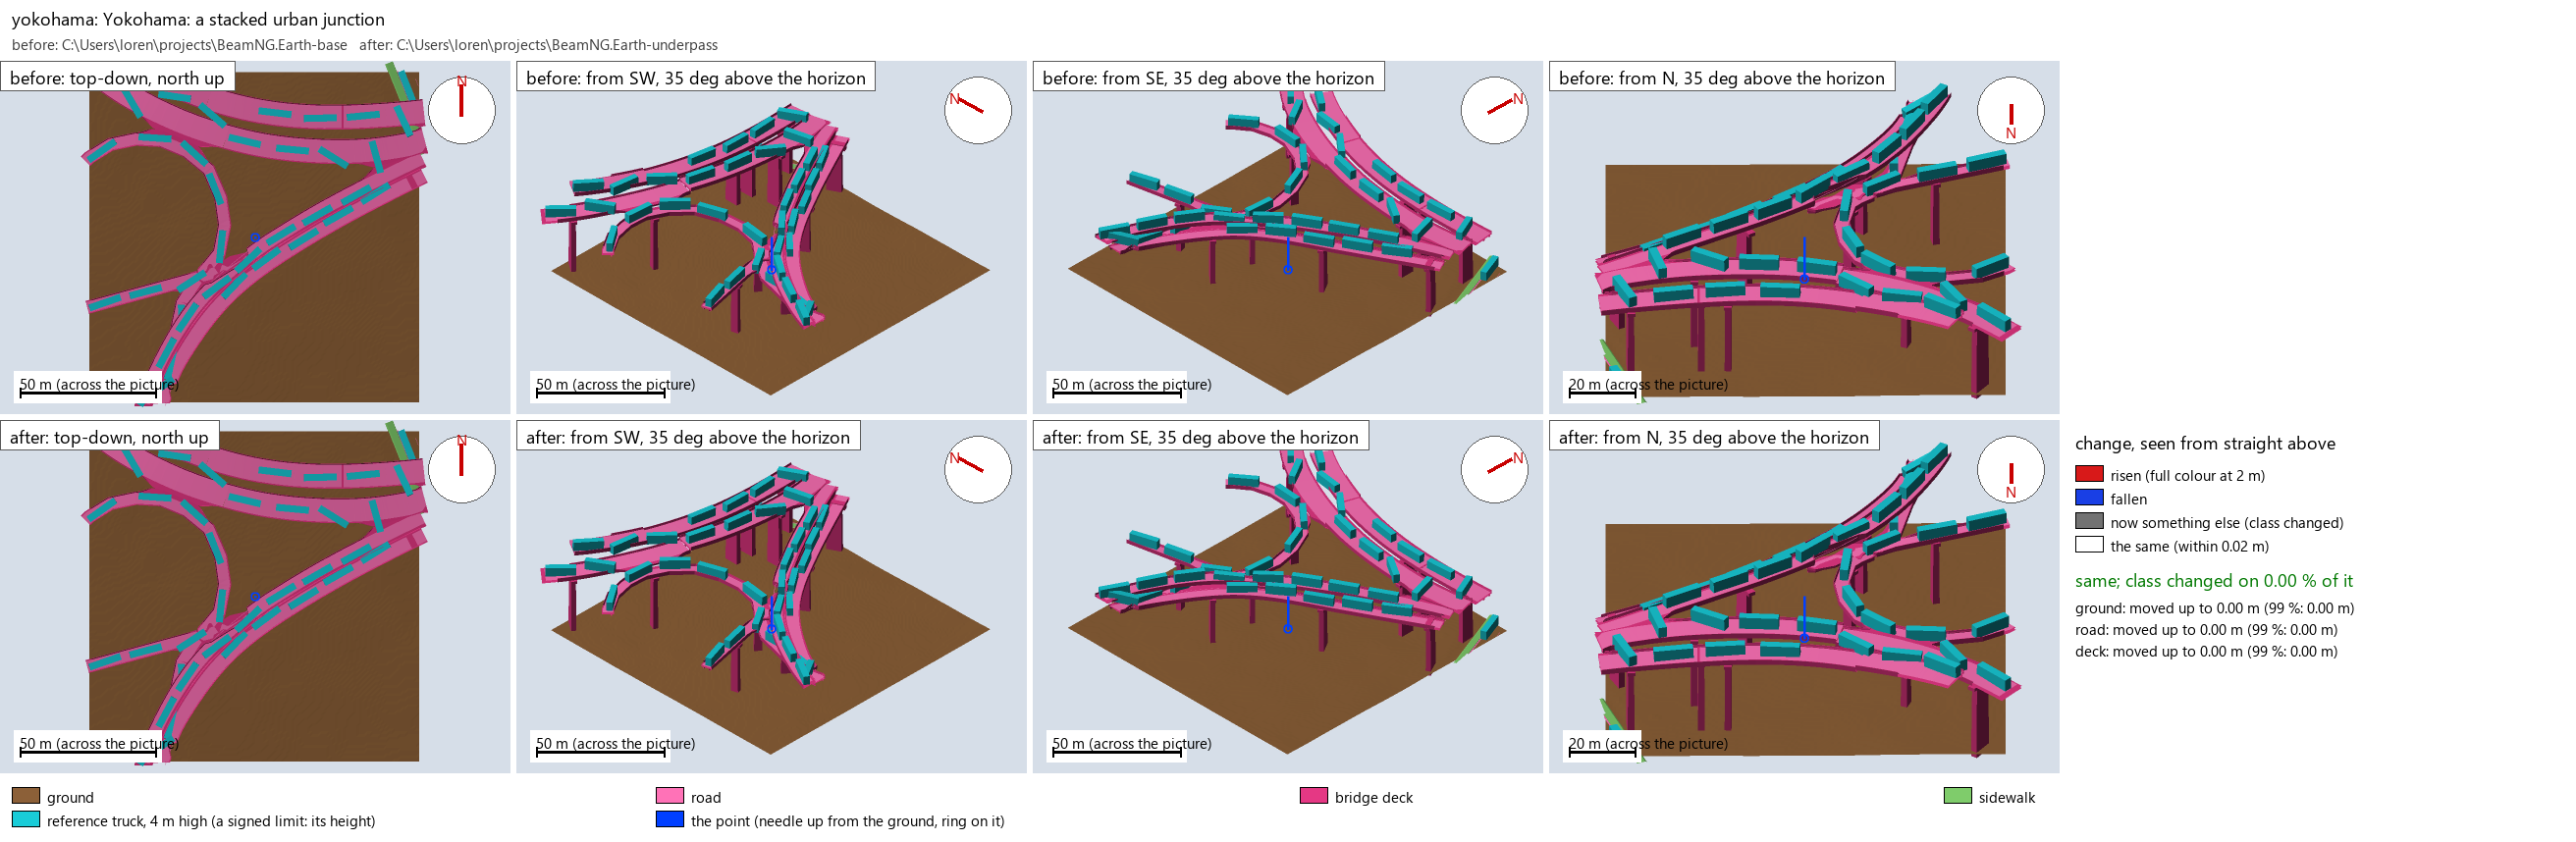 yokohama: Yokohama: a stacked urban junction
before: C:\Users\loren\projects\BeamNG.Earth-base after: C:\Users\loren\projects\BeamNG.Earth-underpass
before: top-down, north up
N
50 m (across the picture)
before: from SW, 35 deg above the horizon
N
50 m (across the picture)
before: from SE, 35 deg above the horizon
N
50 m (across the picture)
before: from N, 35 deg above the horizon
N
20 m (across the picture)
after: top-down, north up
N
50 m (across the picture)
after: from SW, 35 deg above the horizon
N
50 m (across the picture)
after: from SE, 35 deg above the horizon
N
50 m (across the picture)
after: from N, 35 deg above the horizon
N
20 m (across the picture)
change, seen from straight above
risen (full colour at 2 m)
fallen
now something else (class changed)
the same (within 0.02 m)
same; class changed on 0.00 % of it
ground: moved up to 0.00 m (99 %: 0.00 m)
road: moved up to 0.00 m (99 %: 0.00 m)
deck: moved up to 0.00 m (99 %: 0.00 m)
ground
road
bridge deck
sidewalk
reference truck, 4 m high (a signed limit: its height)
the point (needle up from the ground, ring on it)